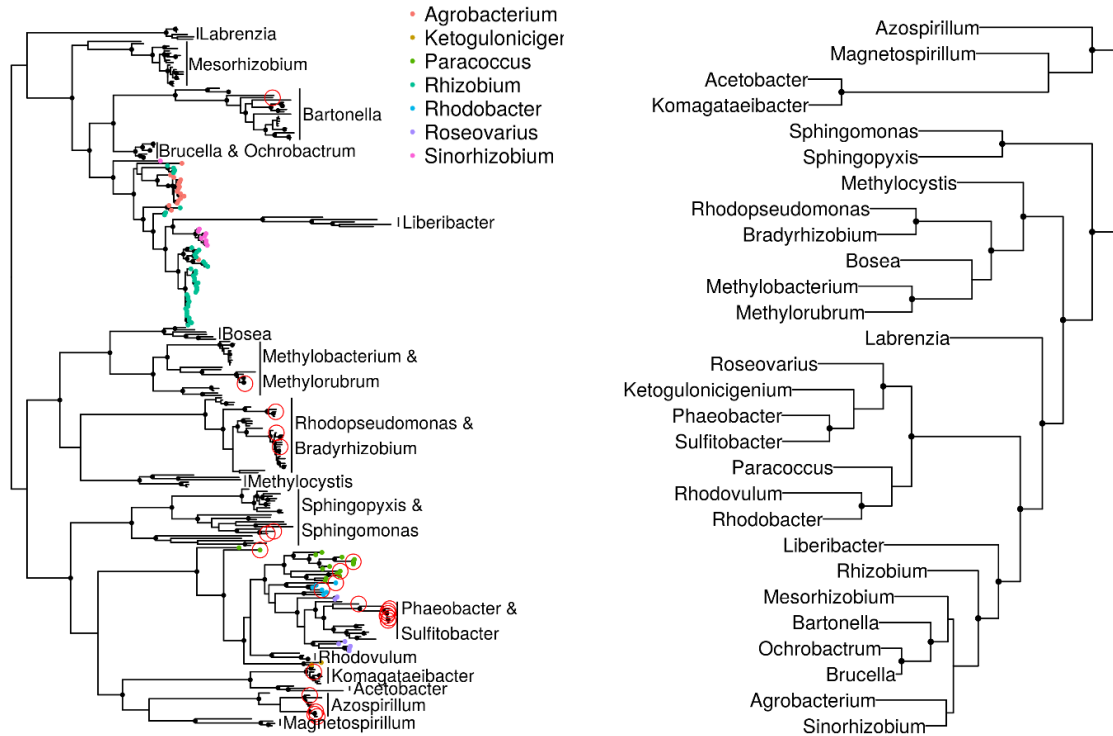 Agrobacterium
Ketoguloniciger
Paracoccus
Rhizobium
Rhodobacter
Roseovarius
Sinorhizobium
Labrenzia
Mesorhizobium
Bartonella
Brucella & Ochrobactrum
Liberibacter
Bosea
Methylobacterium &
Methylorubrum
Rhodopseudomonas &
Bradyrhizobium
Methylocystis
Sphingopyxis &
Sphingomonas
Phaeobacter &
Sulfitobacter
Rhodovulum
Komagataeibacter
Acetobacter
Azospirillum
Magnetospirillum
Azospirillum
Magnetospirillum
Acetobacter
Komagataeibacter
Sphingomonas
Sphingopyxis
Methylocystis
Rhodopseudomonas
Bradyrhizobium
Bosea
Methylobacterium
Methylorubrum
Labrenzia
Roseovarius
Ketogulonicigenium
Phaeobacter
Sulfitobacter
Paracoccus
Rhodovulum
Rhodobacter
Liberibacter
Rhizobium
Mesorhizobium
Bartonella
Ochrobactrum
Brucella
Agrobacterium
Sinorhizobium